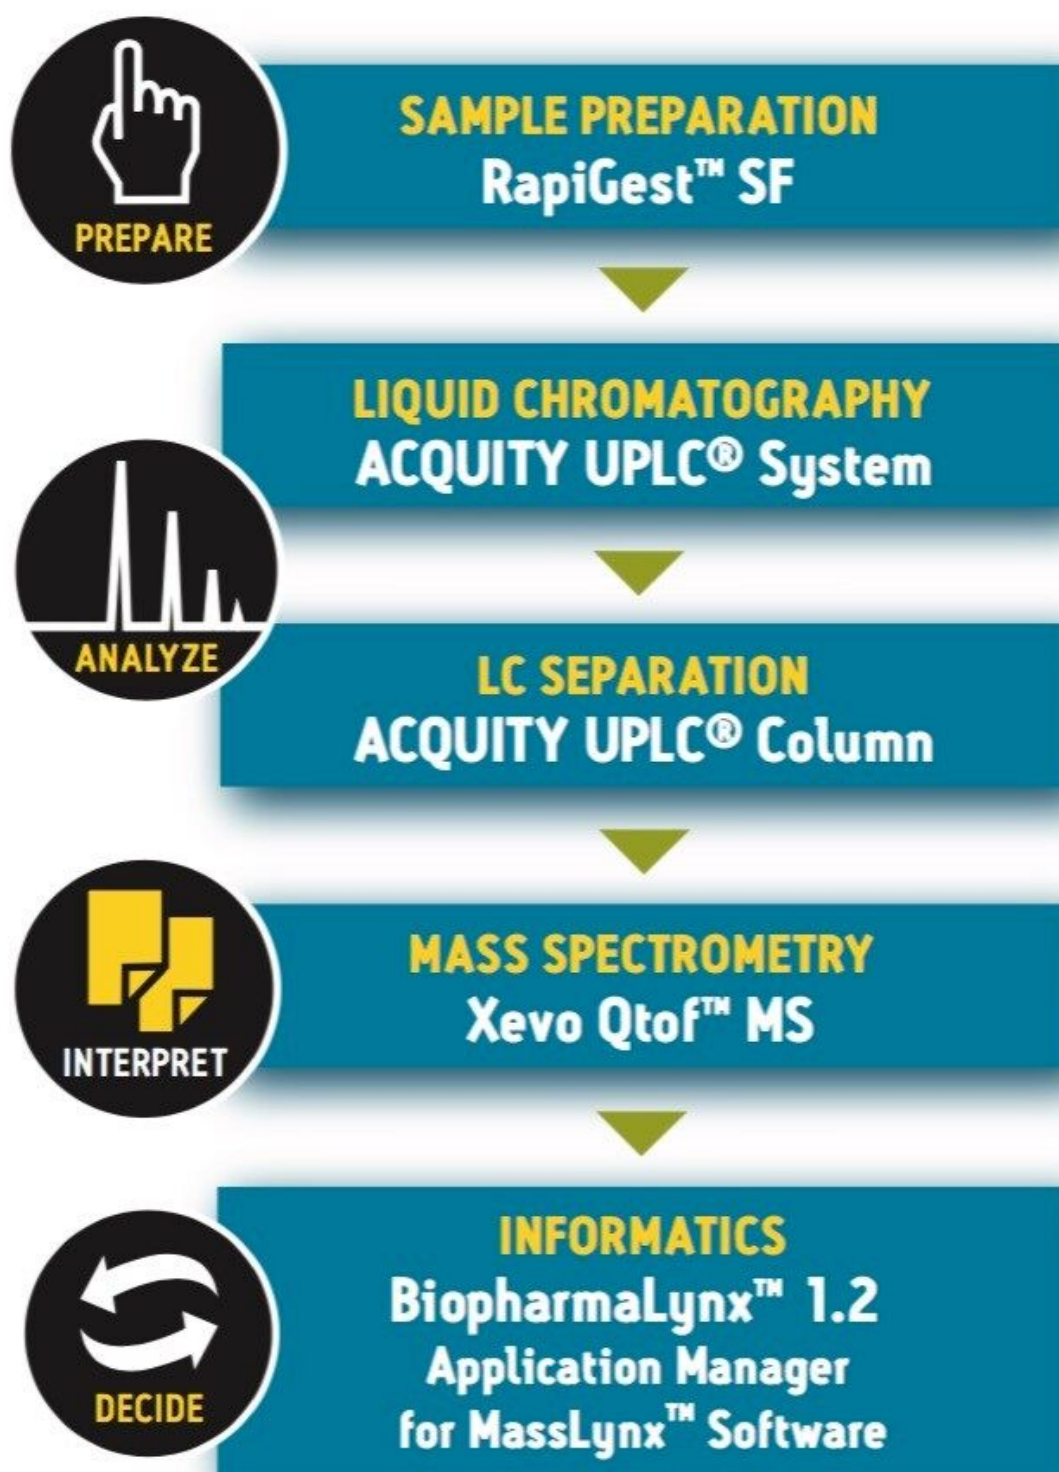 PREPARE
SAMPLE PREPARATION
RapiGest™ SF
LIQUID CHROMATOGRAPHY
ACQUITY UPLC® System
ANALYZE
LC SEPARATION
ACQUITY UPLC® Column
INTERPRET
MASS SPECTROMETRY
Xevo Qtof™ MS
DECIDE
INFORMATICS
BiopharmaLynx™ 1.2
Application Manager
for MassLynx™ Software